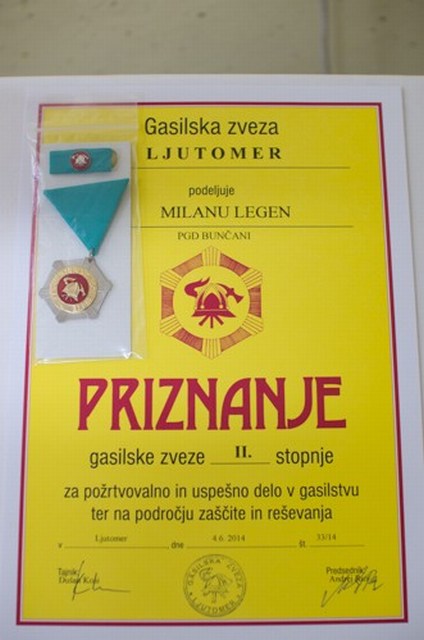 Gasilska zveza
LJUTOMER
podeljuje
MILANU LEGEN
PGD BUNČANI
PRIZNANJE
gasilske zveze II. stopnje
za požrtvovalno in uspešno delo v gasilstvu
ter na področju zaščite in reševanja
v Ljutomer dne 4.6.2014 št 33/14
Tajnik: Predsednik:
Dušan Andrej
GASILSKA ZVEZA
LJUTOMER